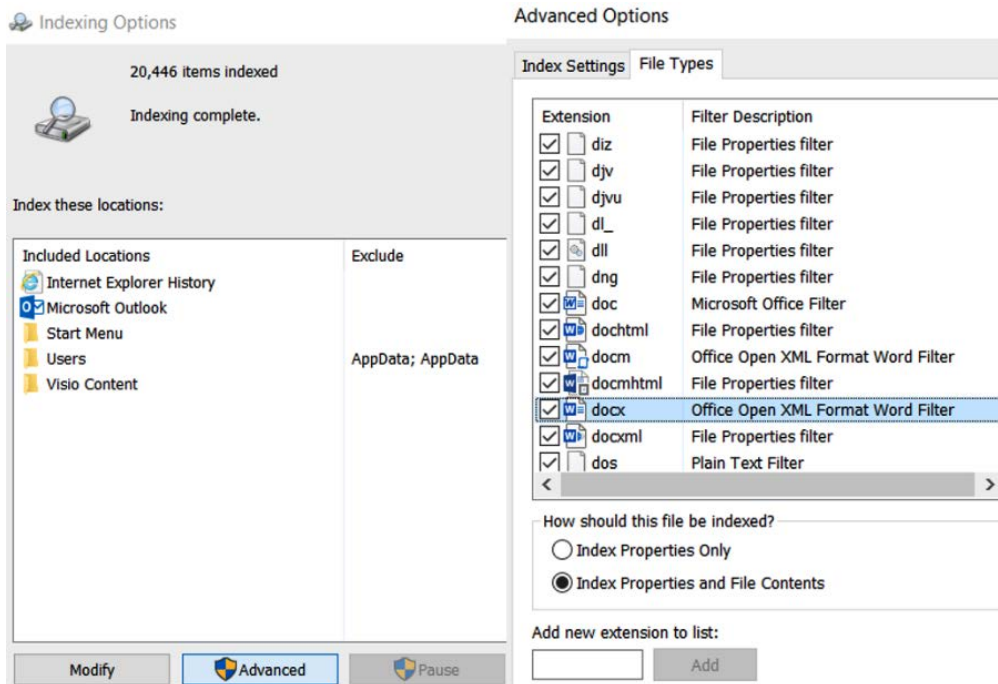 Indexing Options
20,446 items indexed
Indexing complete.
Index these locations:
Included Locations Exclude
Internet Explorer History
Microsoft Outlook
Start Menu
Users AppData; AppData
Visio Content
Modify Advanced Pause
Advanced Options
Index Settings File Types
Extension Filter Description
diz File Properties filter
djv File Properties filter
djvu File Properties filter
dl_ File Properties filter
dll File Properties filter
dng File Properties filter
doc Microsoft Office Filter
dochtml File Properties filter
docm Office Open XML Format Word Filter
docmhtml File Properties filter
docx Office Open XML Format Word Filter
docxml File Properties filter
dos Plain Text Filter
How should this file be indexed?
Index Properties Only
Index Properties and File Contents
Add new extension to list:
Add